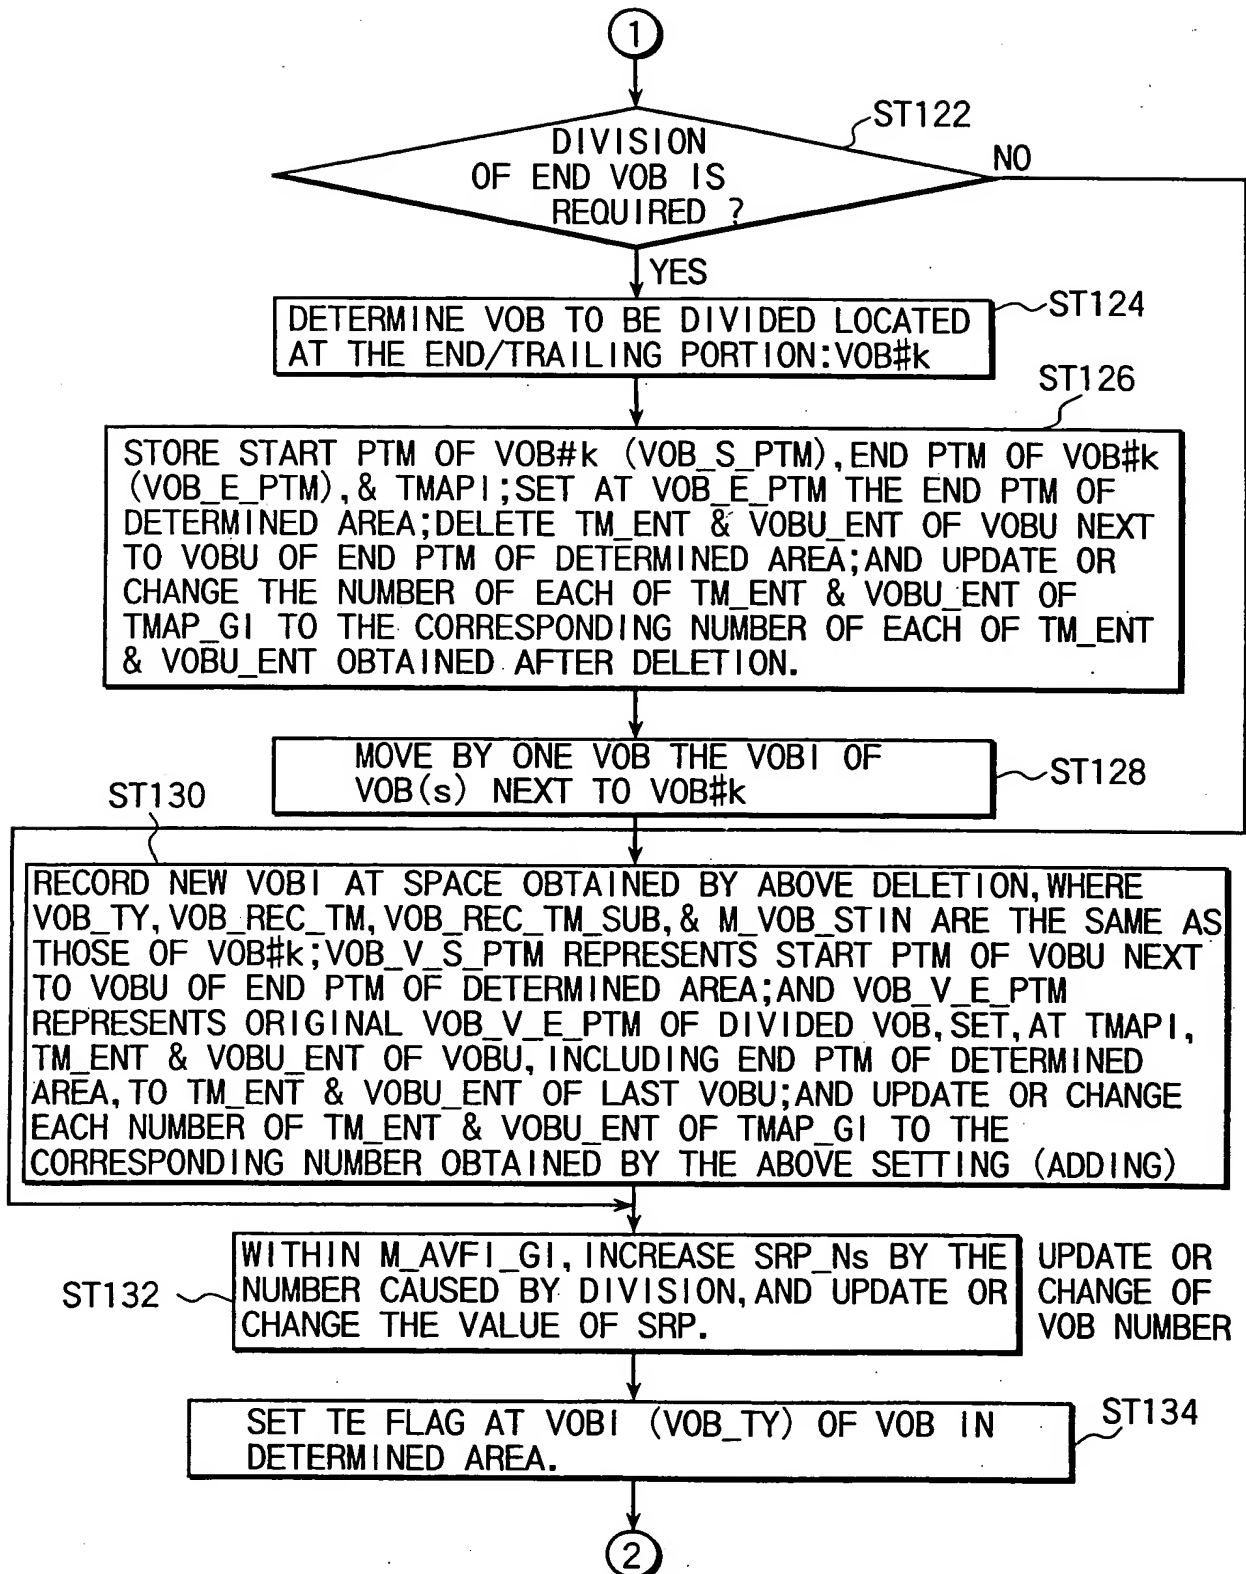 1
ST122
DIVISION
OF END VOB IS
REQUIRED ?
NO
YES
ST124
DETERMINE VOB TO BE DIVIDED LOCATED
AT THE END/TRAILING PORTION:VOB#k
ST126
STORE START PTM OF VOB#k (VOB_S_PTM),END PTM OF VOB#k
(VOB_E_PTM),& TMAPI;SET AT VOB_E_PTM THE END PTM OF
DETERMINED AREA;DELETE TM_ENT & VOBU_ENT OF VOBU NEXT
TO VOBU OF END PTM OF DETERMINED AREA;AND UPDATE OR
CHANGE THE NUMBER OF EACH OF TM_ENT & VOBU_ENT OF
TMAP_GI TO THE CORRESPONDING NUMBER OF EACH OF TM_ENT
& VOBU_ENT OBTAINED AFTER DELETION.
MOVE BY ONE VOB THE VOBI OF
VOB(s) NEXT TO VOB#k
ST128
ST130
RECORD NEW VOBI AT SPACE OBTAINED BY ABOVE DELETION,WHERE
VOB_TY,VOB_REC_TM,VOB_REC_TM_SUB,& M_VOB_STIN ARE THE SAME AS
THOSE OF VOB#k;VOB_V_S_PTM REPRESENTS START PTM OF VOBU NEXT
TO VOBU OF END PTM OF DETERMINED AREA;AND VOB_V_E_PTM
REPRESENTS ORIGINAL VOB_V_E_PTM OF DIVIDED VOB,SET,AT TMAPI,
TM_ENT & VOBU_ENT OF VOBU,INCLUDING END PTM OF DETERMINED
AREA,TO TM_ENT & VOBU_ENT OF LAST VOBU;AND UPDATE OR CHANGE
EACH NUMBER OF TM_ENT & VOBU_ENT OF TMAP_GI TO THE
CORRESPONDING NUMBER OBTAINED BY THE ABOVE SETTING (ADDING)
ST132
WITHIN M_AVFI_GI,INCREASE SRP_Ns BY THE
NUMBER CAUSED BY DIVISION,AND UPDATE OR
CHANGE THE VALUE OF SRP.
UPDATE OR
CHANGE OF
VOB NUMBER
SET TE FLAG AT VOBI (VOB_TY) OF VOB IN
DETERMINED AREA.
ST134
2